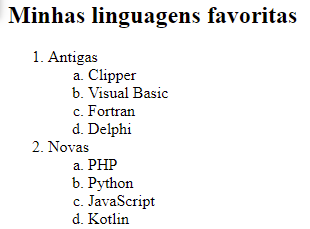 Minhas linguagens favoritas
1. Antigas
a. Clipper
b. Visual Basic
c. Fortran
d. Delphi
2. Novas
a. PHP
b. Python
c. JavaScript
d. Kotlin